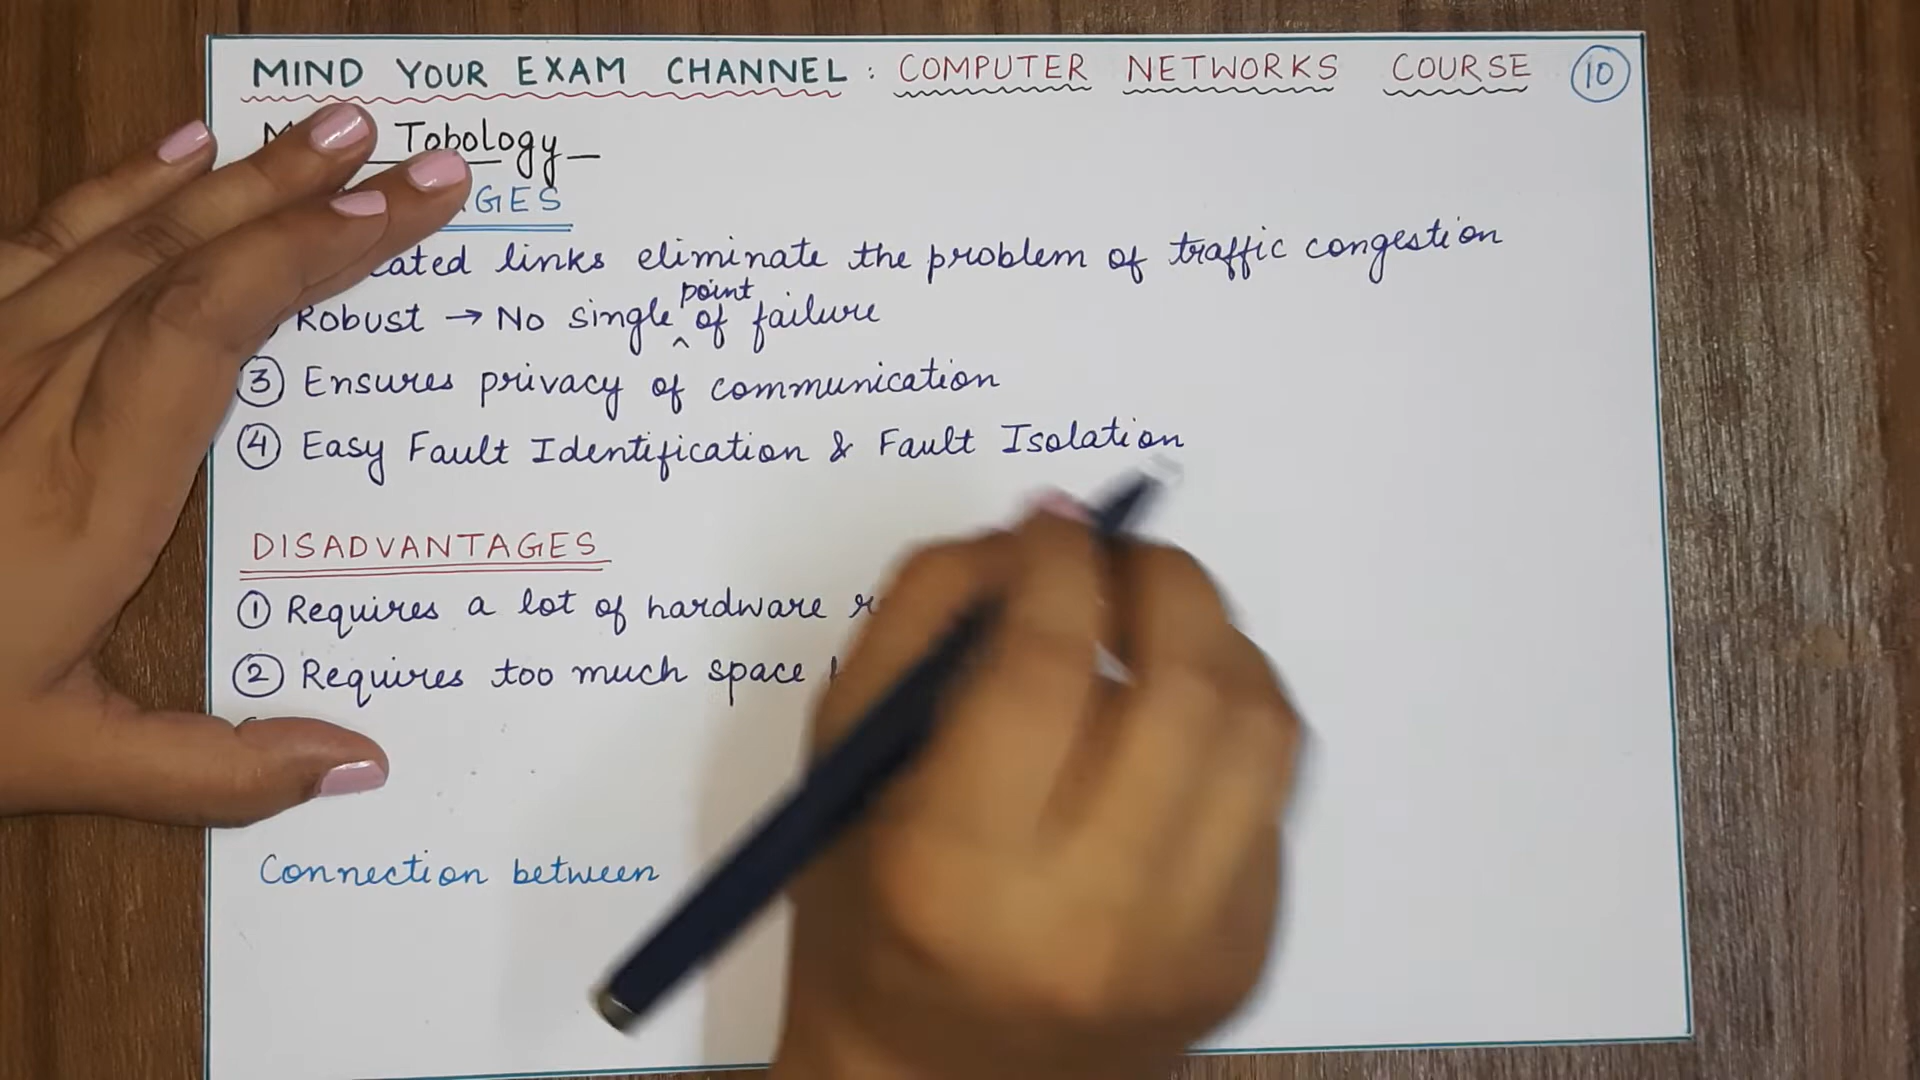 MIND YOUR EXAM CHANNEL : COMPUTER NETWORKS COURSE 10
Tobology
GES
cated links eliminate the problem of traffic congestion
Robust → No single point of failure
3 Ensures privacy of communication
4 Easy Fault Identification & Fault Isolation
DISADVANTAGES
1 Requires a lot of hardware
2 Requires too much space
Connection between